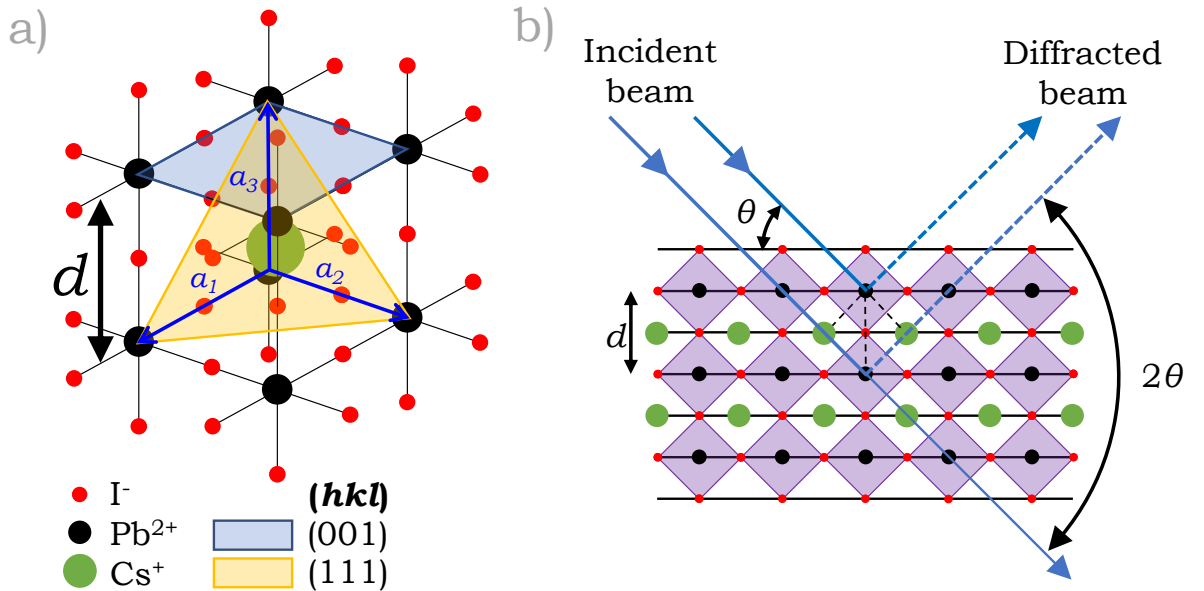 a)
a₃
a₁
a₂
d
I⁻
Pb²⁺
Cs⁺
(hkl)
(001)
(111)
b)
Incident
beam
Diffracted
beam
θ
d
2θ